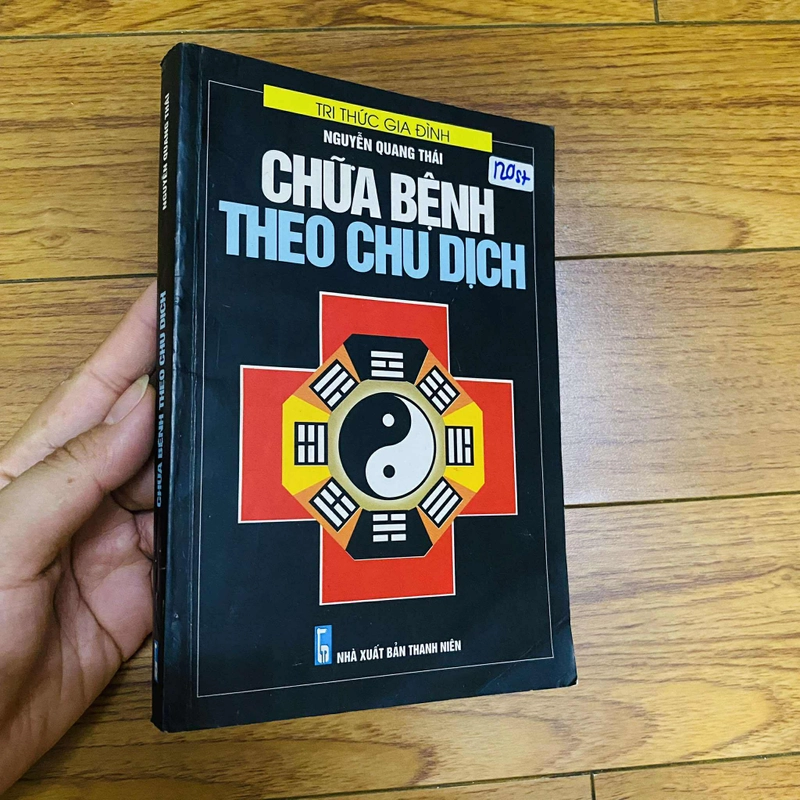 TRI THỨC GIA ĐÌNH
NGUYỄN QUANG THÁI
120st
CHỮA BỆNH
THEO CHU DỊCH
NHÀ XUẤT BẢN THANH NIÊN
NGUYỄN QUANG THÁI
CHỮA BỆNH THEO CHU DỊCH